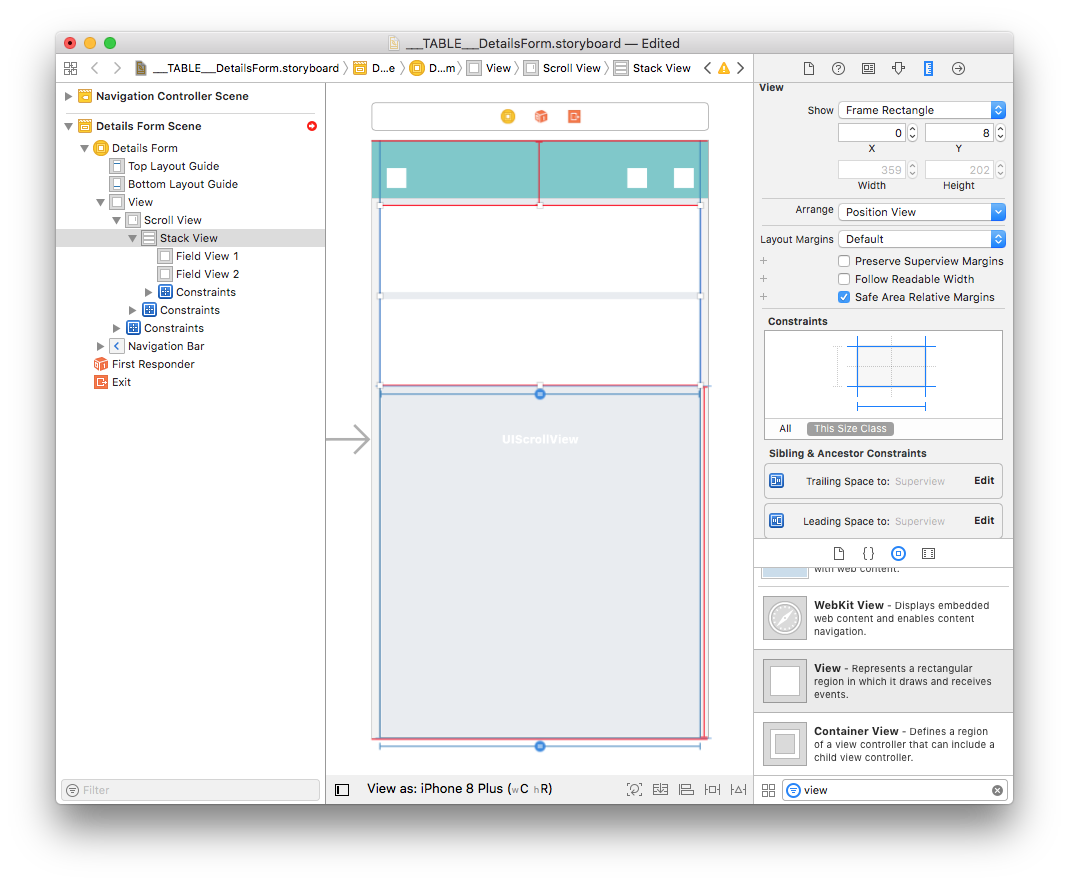 ___TABLE___DetailsForm.storyboard — Edited
___TABLE___DetailsForm.storyboard
D...e
D...m
View
Scroll View
Stack View
Navigation Controller Scene
Details Form Scene
Details Form
Top Layout Guide
Bottom Layout Guide
View
Scroll View
Stack View
Field View 1
Field View 2
Constraints
Constraints
Constraints
Navigation Bar
First Responder
Exit
Filter
UIScrollView
View as: iPhone 8 Plus (wC hR)
View
Show Frame Rectangle
0 8
X Y
359 202
Width Height
Arrange Position View
Layout Margins Default
Preserve Superview Margins
Follow Readable Width
Safe Area Relative Margins
Constraints
All This Size Class
Sibling & Ancestor Constraints
Trailing Space to: Superview Edit
Leading Space to: Superview Edit
{}
with web content.
WebKit View - Displays embedded
web content and enables content
navigation.
View - Represents a rectangular
region in which it draws and receives
events.
Container View - Defines a region
of a view controller that can include a
child view controller.
view